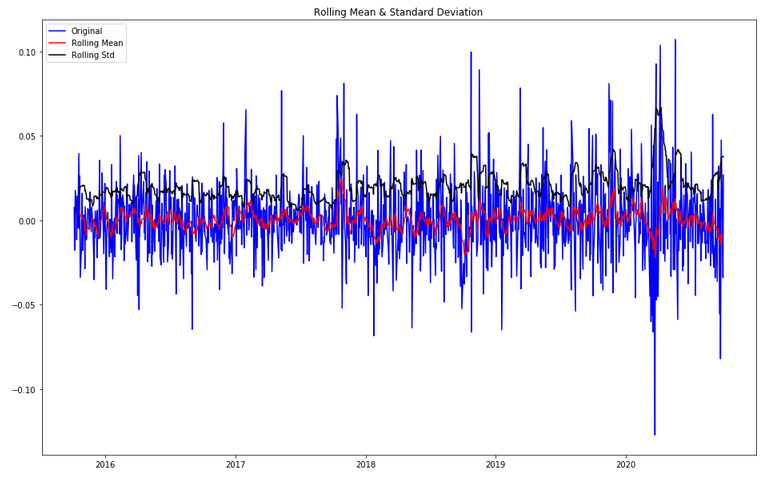 Rolling Mean & Standard Deviation
Original
Rolling Mean
Rolling Std
0.10
0.05
0.00
−0.05
−0.10
2016 2017 2018 2019 2020